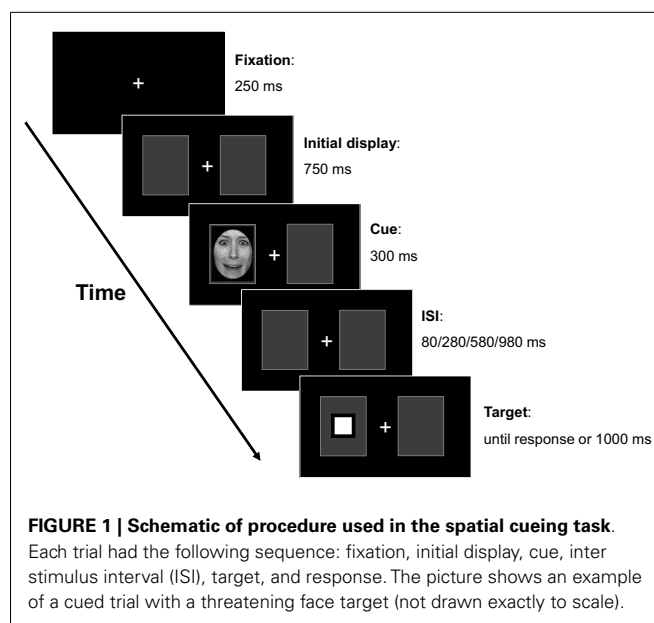 Fixation:
250 ms
Initial display:
750 ms
Cue:
300 ms
Time
ISI:
80/280/580/980 ms
Target:
until response or 1000 ms
FIGURE 1 | Schematic of procedure used in the spatial cueing task.
Each trial had the following sequence: fixation, initial display, cue, inter
stimulus interval (ISI), target, and response. The picture shows an example
of a cued trial with a threatening face target (not drawn exactly to scale).